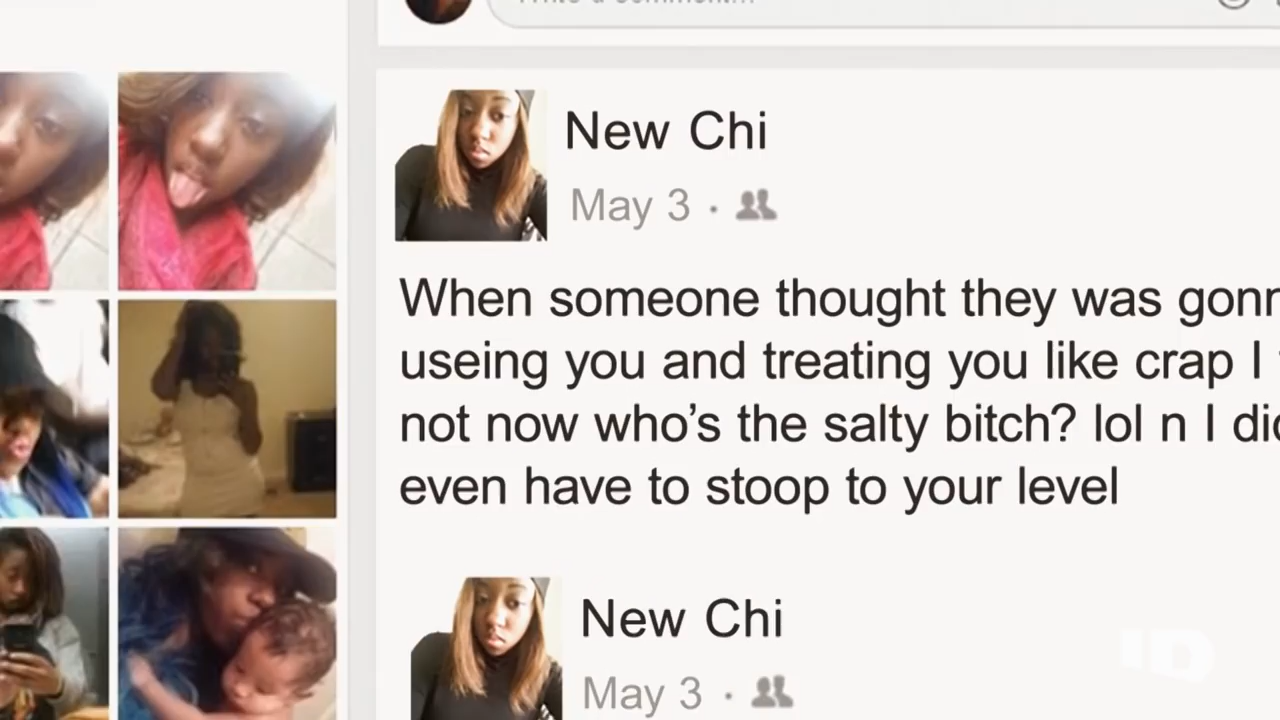 New Chi
May 3 ·
When someone thought they was
useing you and treating you like crap I
not now who's the salty bitch? lol n I
even have to stoop to your level
New Chi
May 3 ·
ID